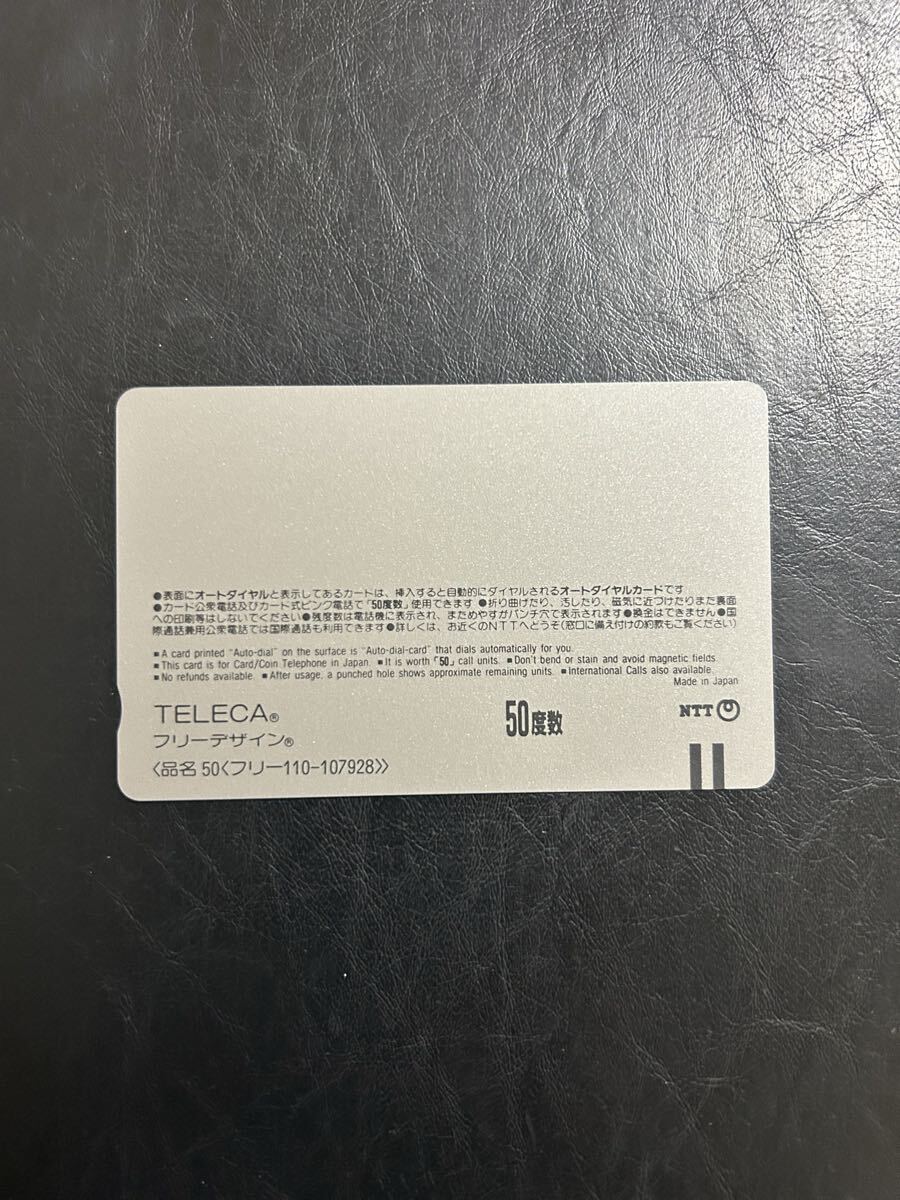 ●表面にオートダイヤルと表示してあるカードは、挿入すると自動的にダイヤルされるオートダイヤルカードです
●カード公衆電話及びカード式ピンク電話で「50度数」使用できます ●折り曲げたり、汚したり、磁気に近づけたりまた裏面
への印刷等はしないでください ●残度数は電話機に表示され、まためやすがパンチ穴で表示されます ●換金はできません ●国
際通話兼用公衆電話では国際通話も利用できます ●詳しくは、お近くのNTTへどうぞ(窓口に備え付けの約款もご覧ください)
■A card printed "Auto-dial" on the surface is "Auto-dial-card" that dials automatically for you.
■This card is for Card/Coin Telephone in Japan. ■It is worth「50」call units. ■Don't bend or stain and avoid magnetic fields.
■No refunds available. ■After usage, a punched hole shows approximate remaining units. ■International Calls also available.
Made in Japan
TELECA®
フリーデザイン®
〈品名 50〈フリー110-107928〉〉
50度数
NTT